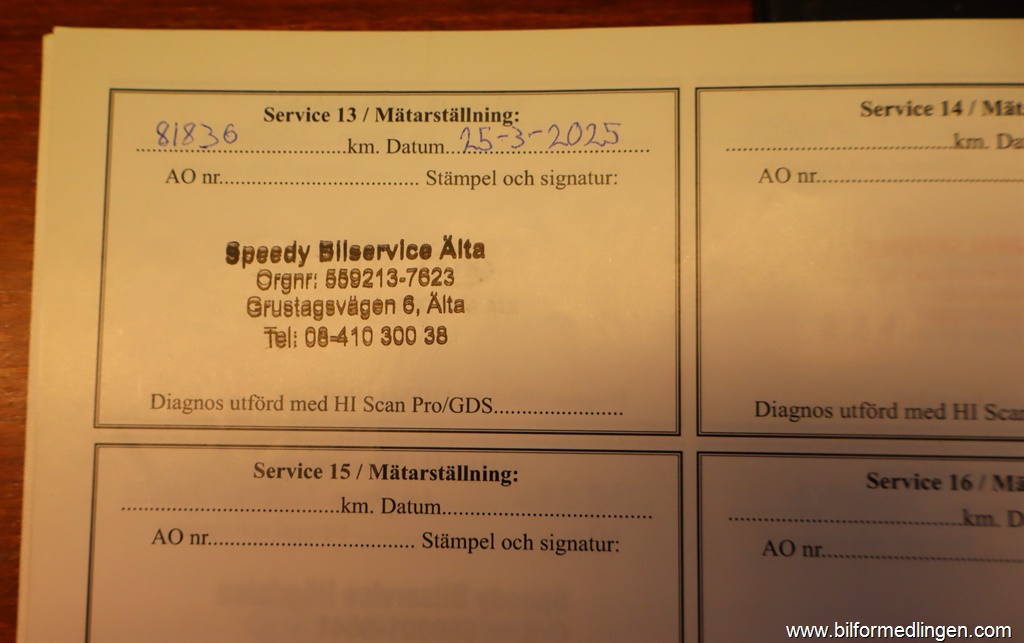 Service 13 / Mätarställning:
81836 km. Datum 25-3-2025
AO nr. Stämpel och signatur:
Speedy Bilservice Älta
Orgnr: 559213-7623
Grustagsvägen 6, Älta
Tel: 08-410 300 38
Diagnos utförd med HI Scan Pro/GDS
Service 14 / Mät
km. Da
AO nr.
Diagnos utförd med HI Scan
Service 15 / Mätarställning:
km. Datum
AO nr. Stämpel och signatur:
Service 16 / Mä
km. D
AO nr.
www.bilformedlingen.com